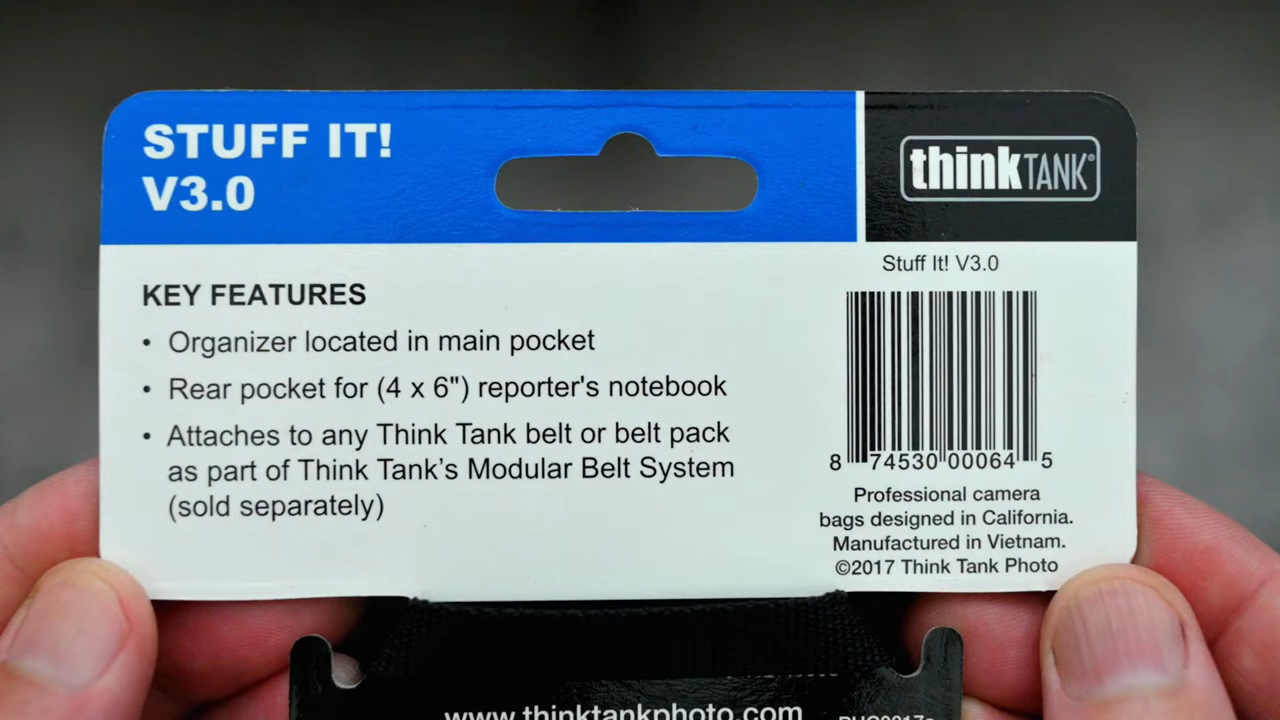 STUFF IT!
V3.0
thinkTANK®
KEY FEATURES
• Organizer located in main pocket
• Rear pocket for (4 x 6") reporter's notebook
• Attaches to any Think Tank belt or belt pack
as part of Think Tank’s Modular Belt System
(sold separately)
Stuff It! V3.0
8 74530 00064 5
Professional camera
bags designed in California.
Manufactured in Vietnam.
©2017 Think Tank Photo
www.thinktankphoto.com